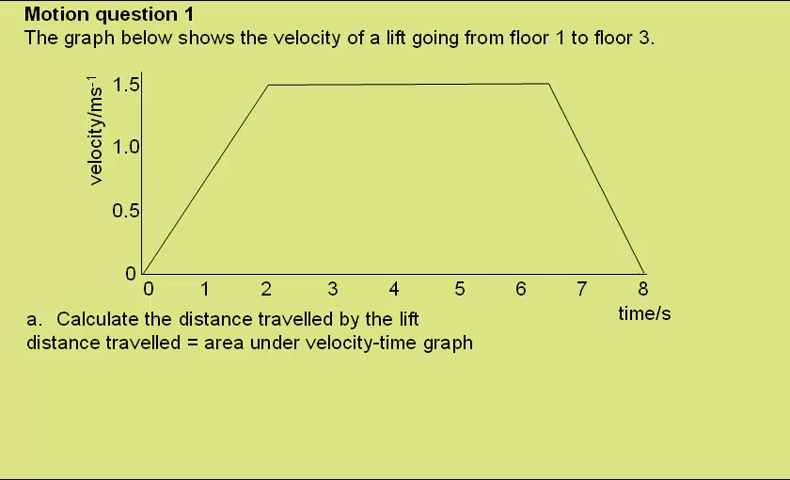 Motion question 1
The graph below shows the velocity of a lift going from floor 1 to floor 3.
velocity/ms⁻¹
1.5
1.0
0.5
0
0 1 2 3 4 5 6 7 8
time/s
a. Calculate the distance travelled by the lift
distance travelled = area under velocity-time graph